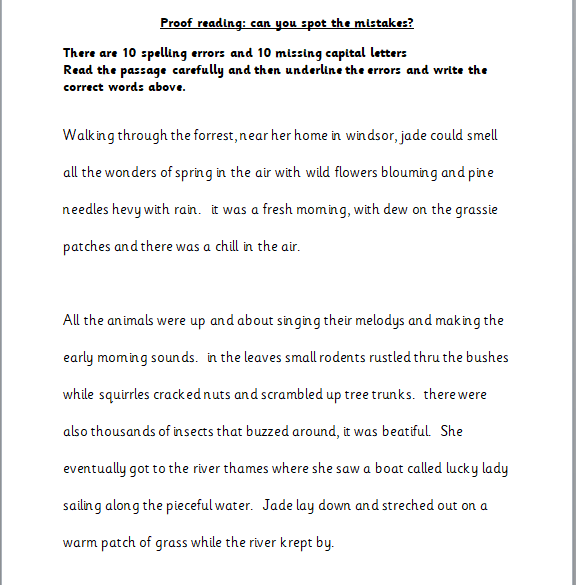 Proof reading: can you spot the mistakes?
There are 10 spelling errors and 10 missing capital letters
Read the passage carefully and then underline the errors and write the
correct words above.
Walking through the forrest, near her home in windsor, jade could smell
all the wonders of spring in the air with wild flowers blouming and pine
needles hevy with rain. it was a fresh morning, with dew on the grassie
patches and there was a chill in the air.
All the animals were up and about singing their melodys and making the
early morning sounds. in the leaves small rodents rustled thru the bushes
while squirrles cracked nuts and scrambled up tree trunks. there were
also thousands of insects that buzzed around, it was beatiful. She
eventually got to the river thames where she saw a boat called lucky lady
sailing along the pieceful water. Jade lay down and streched out on a
warm patch of grass while the river krept by.